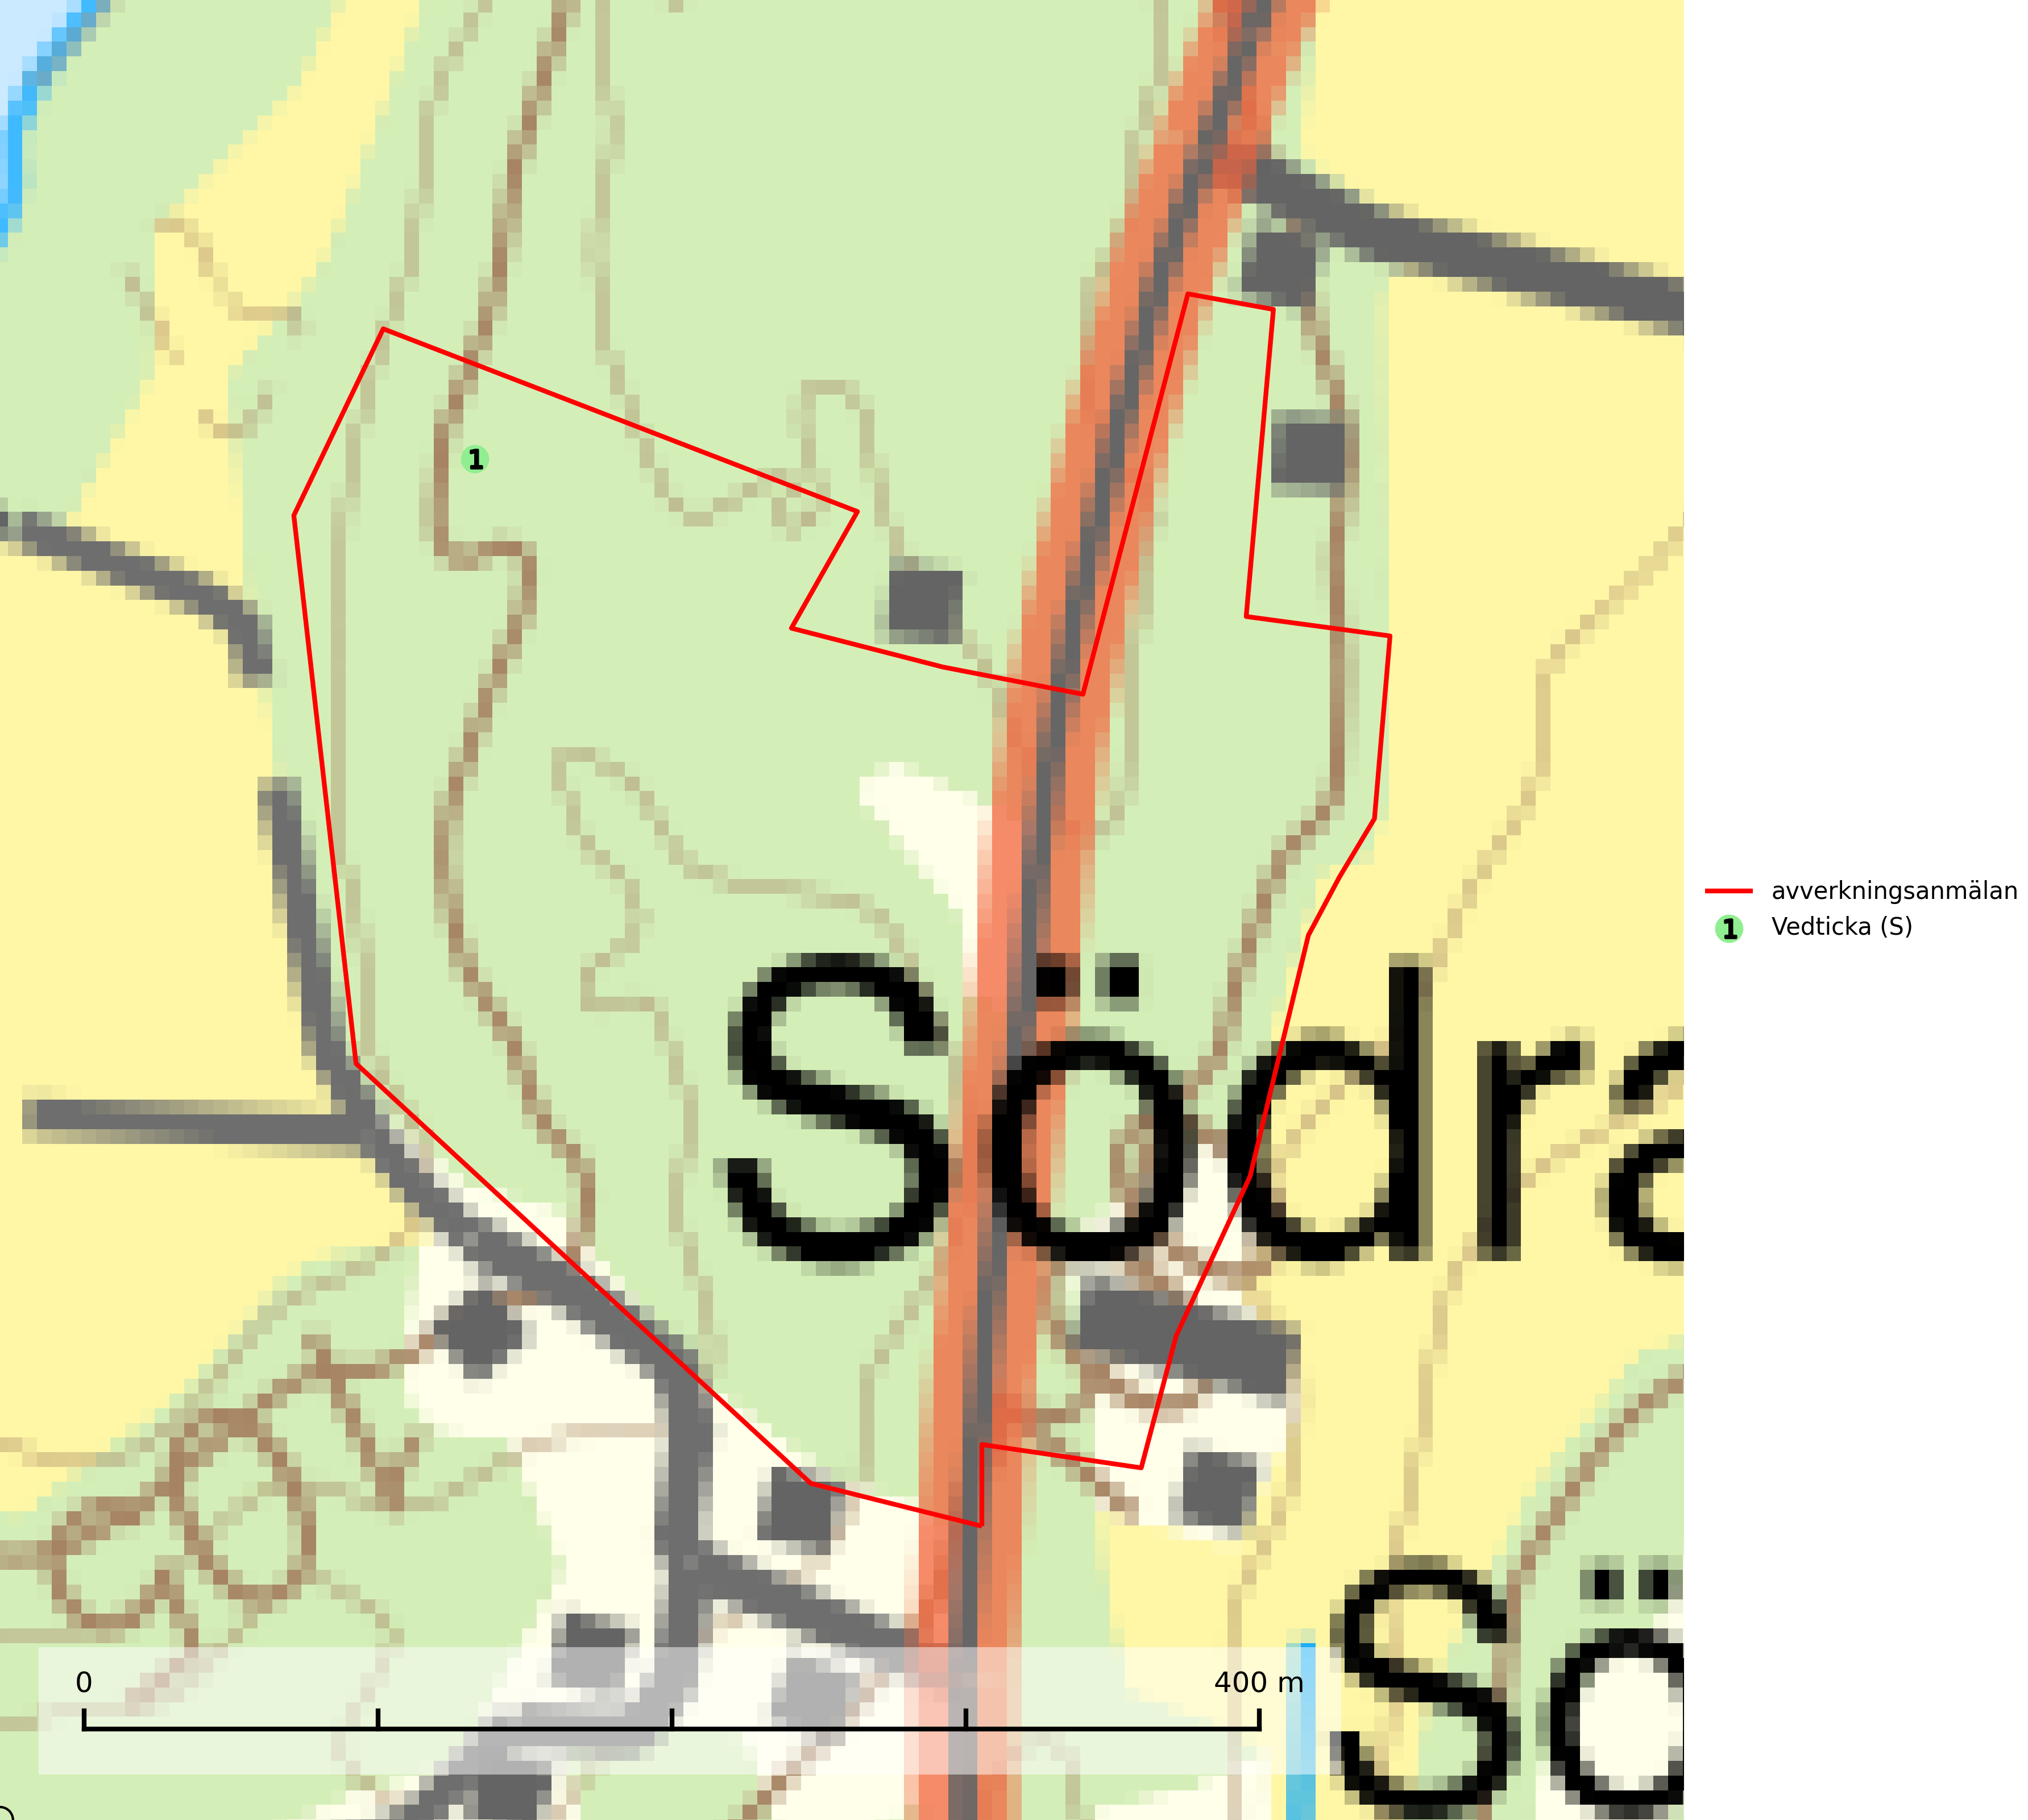 1
Södra
Sö
0
400 m
avverkningsanmälan
1 Vedticka (S)